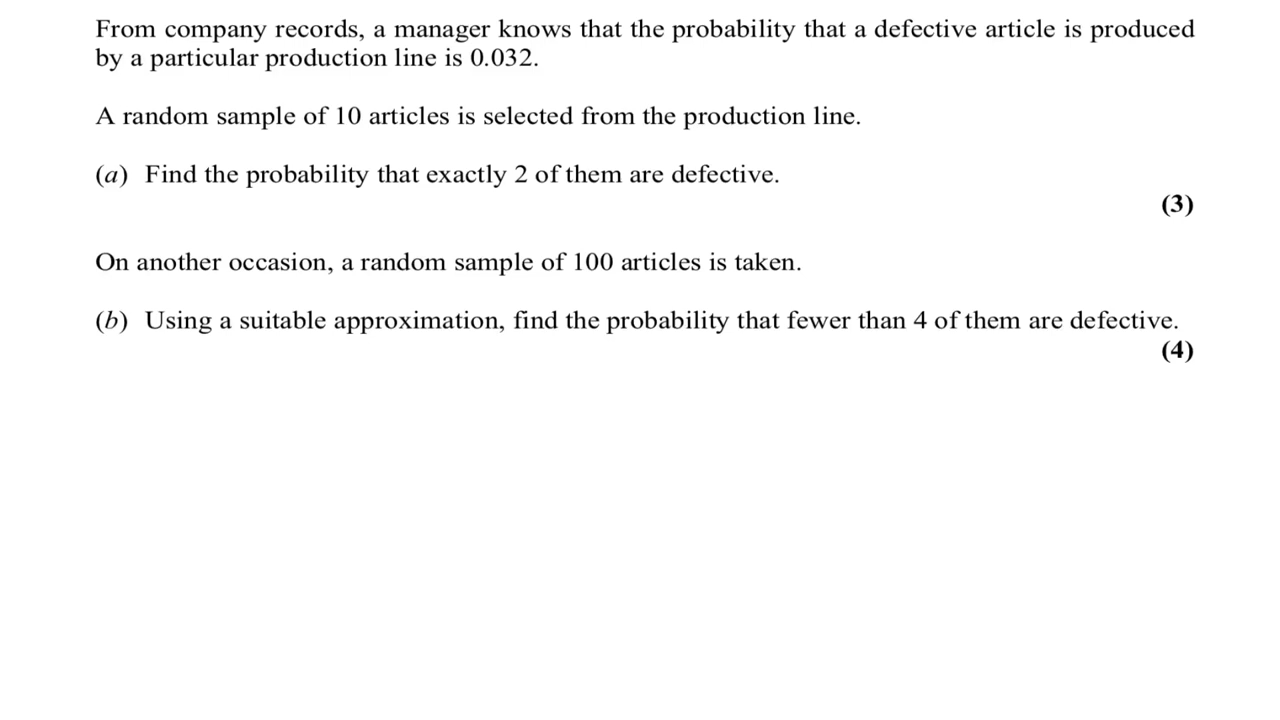 From company records, a manager knows that the probability that a defective article is produced
by a particular production line is 0.032.
A random sample of 10 articles is selected from the production line.
(a) Find the probability that exactly 2 of them are defective.
(3)
On another occasion, a random sample of 100 articles is taken.
(b) Using a suitable approximation, find the probability that fewer than 4 of them are defective.
(4)